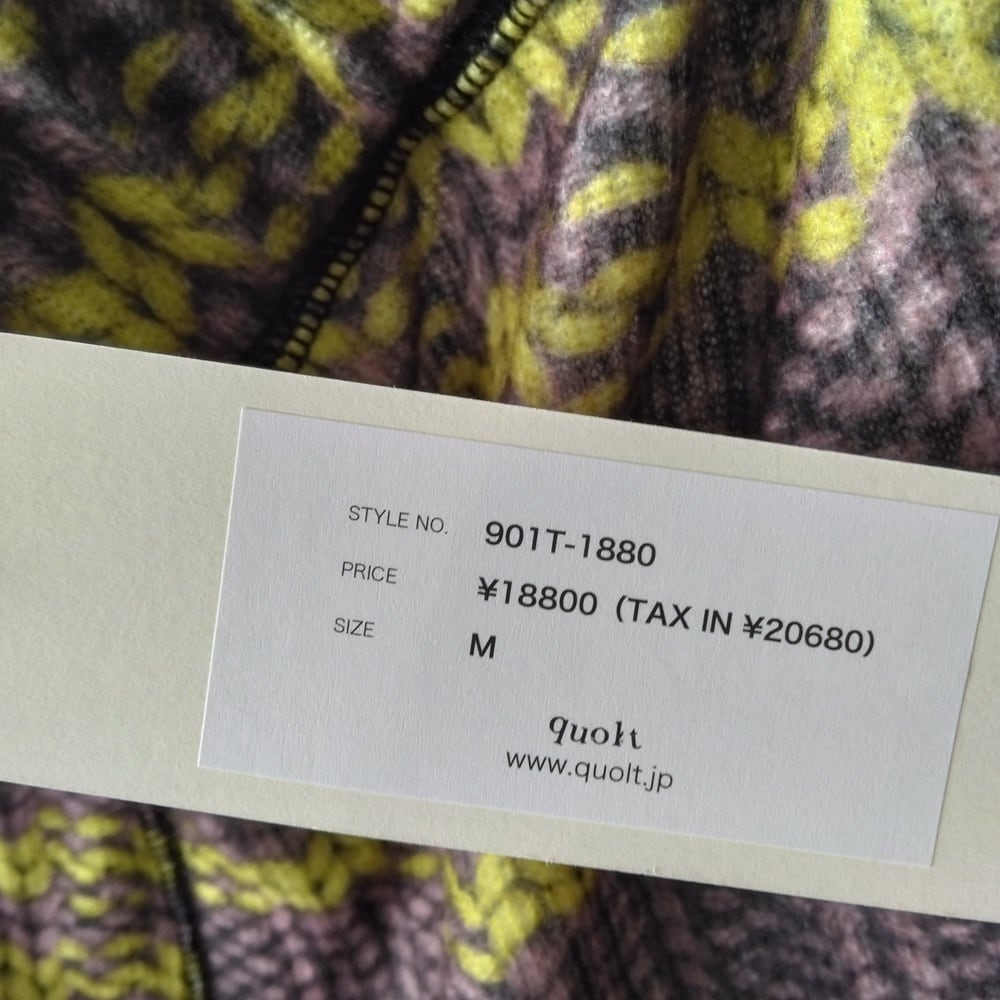 STYLE NO. 901T-1880
PRICE ¥18800 (TAX IN ¥20680)
SIZE M
quolt
www.quolt.jp